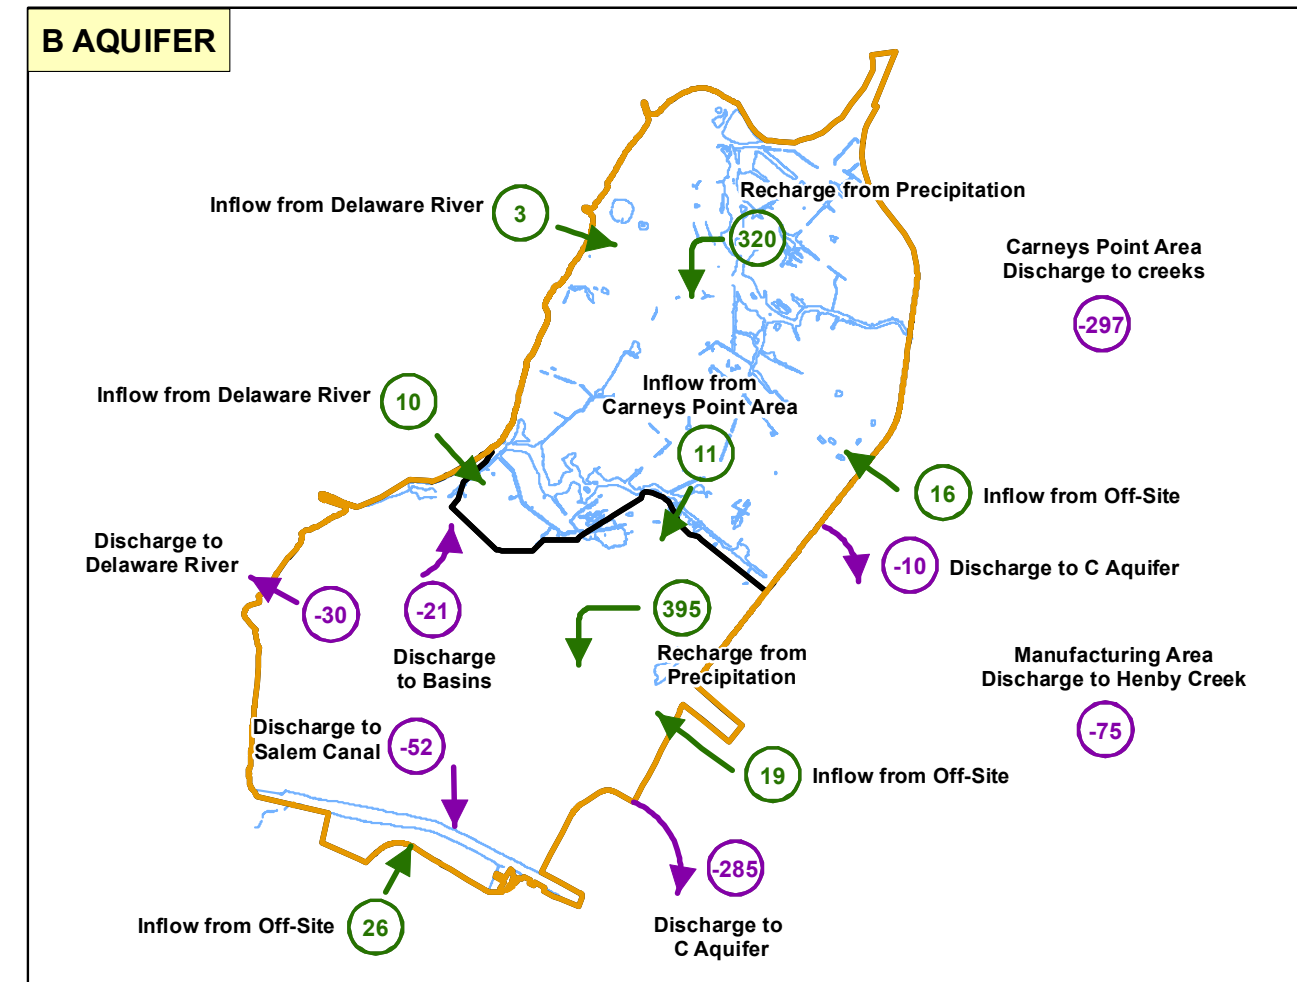 B AQUIFER
Recharge from Precipitation
320
Inflow from Delaware River
3
Carneys Point Area
Discharge to creeks
-297
Inflow from Delaware River
10
Inflow from
Carneys Point Area
11
16
Inflow from Off-Site
Discharge to
Delaware River
-30
-21
Discharge
to Basins
-10
Discharge to C Aquifer
395
Recharge from
Precipitation
Manufacturing Area
Discharge to Henby Creek
-75
Discharge to
Salem Canal
-52
19
Inflow from Off-Site
-285
Discharge to
C Aquifer
Inflow from Off-Site
26